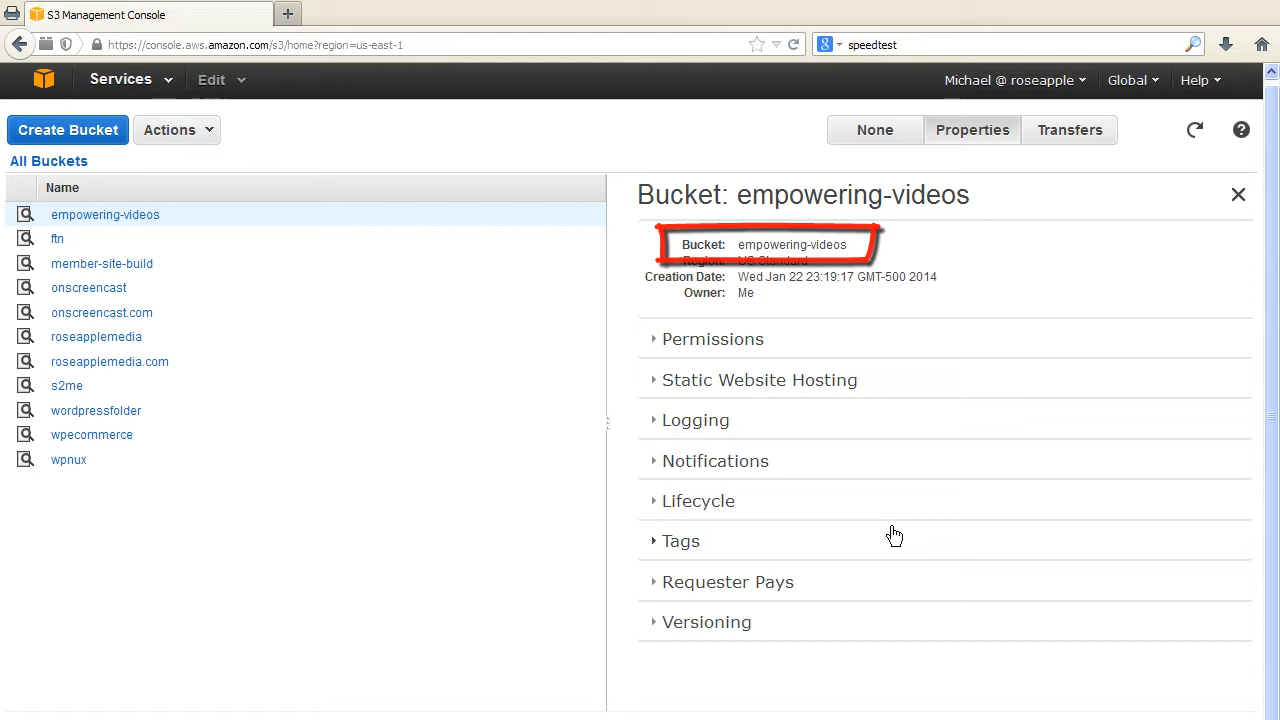 S3 Management Console
https://console.aws.amazon.com/s3/home?region=us-east-1
speedtest
Services Edit Michael @ roseapple Global Help
Create Bucket Actions None Properties Transfers
All Buckets
Name
empowering-videos
ftn
member-site-build
onscreencast
onscreencast.com
roseapplemedia
roseapplemedia.com
s2me
wordpressfolder
wpecommerce
wpnux
Bucket: empowering-videos
Bucket: empowering-videos
Region: US Standard
Creation Date: Wed Jan 22 23:19:17 GMT-500 2014
Owner: Me
Permissions
Static Website Hosting
Logging
Notifications
Lifecycle
Tags
Requester Pays
Versioning